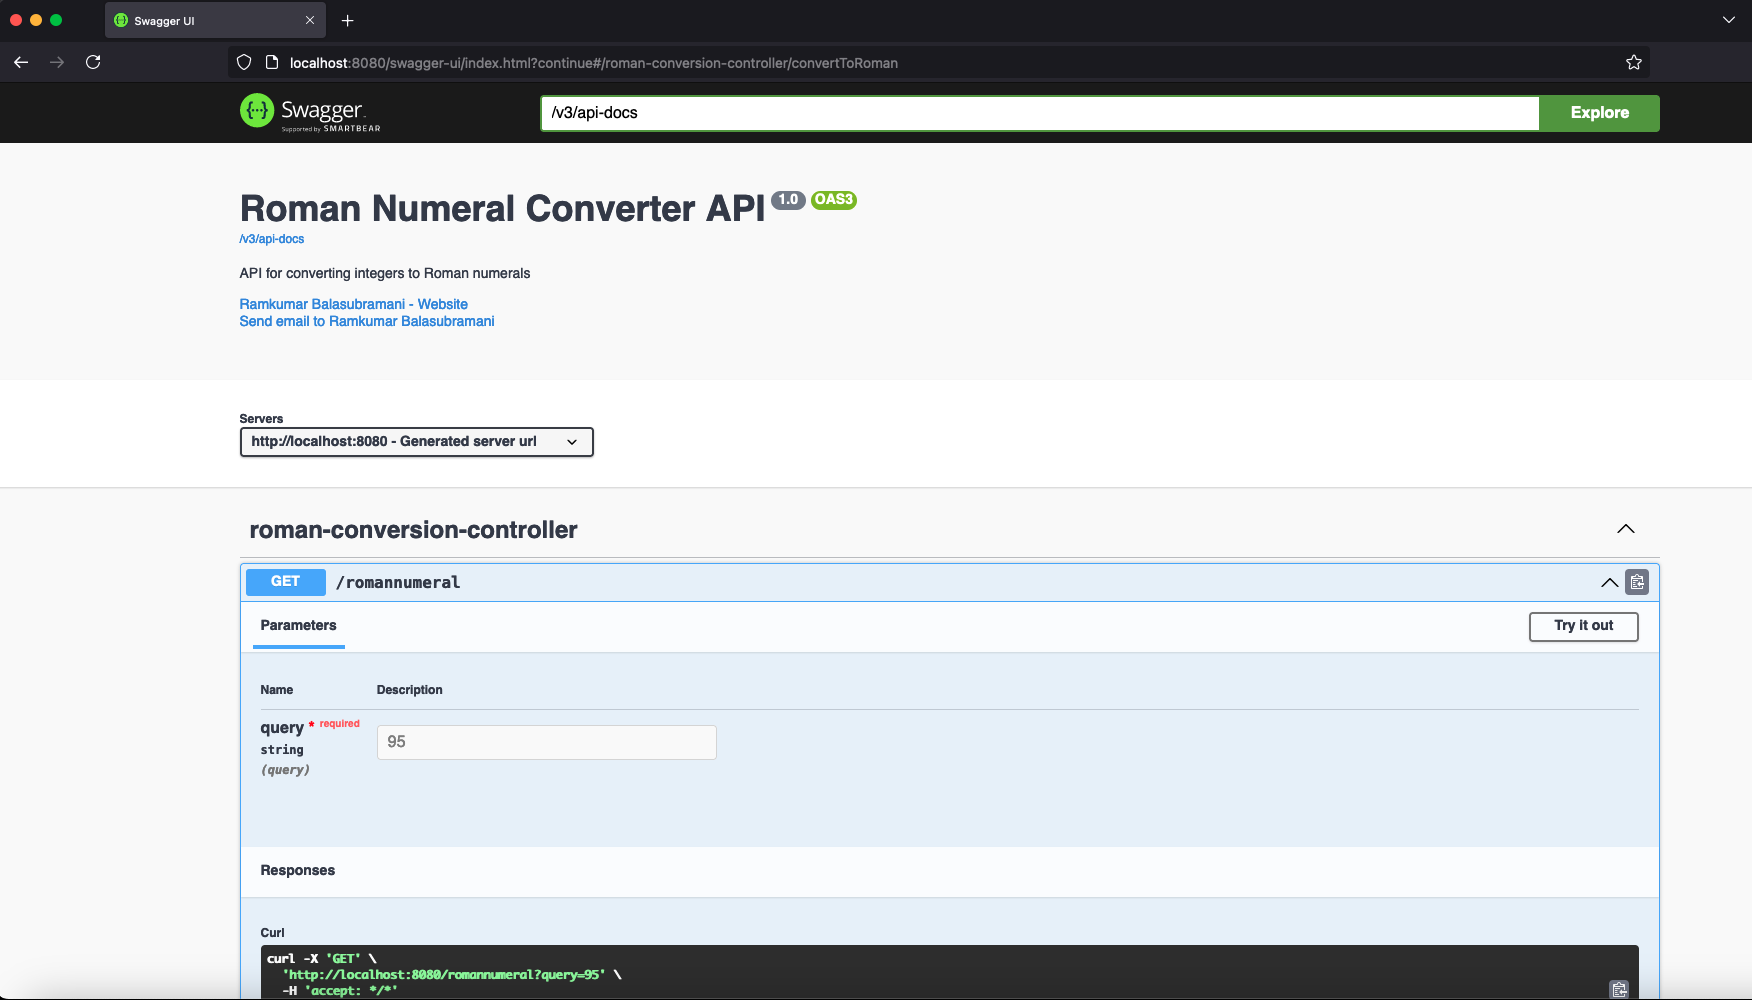 Swagger UI
localhost:8080/swagger-ui/index.html?continue#/roman-conversion-controller/convertToRoman
Swagger.
Supported by SMARTBEAR
/v3/api-docs
Explore
Roman Numeral Converter API 1.0 OAS3
/v3/api-docs
API for converting integers to Roman numerals
Ramkumar Balasubramani - Website
Send email to Ramkumar Balasubramani
Servers
http://localhost:8080 - Generated server url
roman-conversion-controller
GET /romannumeral
Parameters
Try it out
Name Description
query * required
string
(query)
95
Responses
Curl
curl -X 'GET' \
'http://localhost:8080/romannumeral?query=95' \
-H 'accept: */*'